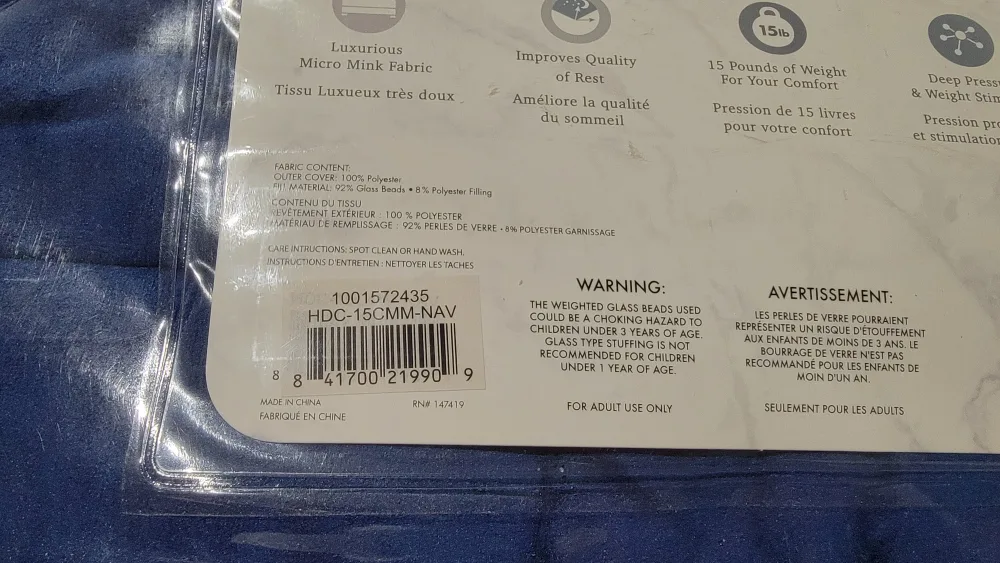 Luxurious
Micro Mink Fabric
Tissu Luxueux très doux
Improves Quality
of Rest
Améliore la qualité
du sommeil
15lb
15 Pounds of Weight
For Your Comfort
Pression de 15 livres
pour votre confort
Deep
& Weight
Pression
et
FABRIC CONTENT:
OUTER COVER: 100% Polyester
FILL MATERIAL: 92% Glass Beads • 8% Polyester Filling
CONTENU DU TISSU
REVÊTEMENT EXTÉRIEUR : 100 % POLYESTER
MATÉRIAU DE REMPLISSAGE : 92% PERLES DE VERRE - 8% POLYESTER GARNISSAGE
CARE INTRUCTIONS: SPOT CLEAN OR HAND WASH.
INSTRUCTIONS D'ENTRETIEN : NETTOYER LES TACHES
1001572435
HDC-15CMM-NAV
8 8 41700 21990 9
MADE IN CHINA
FABRIQUÉ EN CHINE
RN# 147419
WARNING:
THE WEIGHTED GLASS BEADS USED
COULD BE A CHOKING HAZARD TO
CHILDREN UNDER 3 YEARS OF AGE.
GLASS TYPE STUFFING IS NOT
RECOMMENDED FOR CHILDREN
UNDER 1 YEAR OF AGE.
FOR ADULT USE ONLY
AVERTISSEMENT:
LES PERLES DE VERRE POURRAIENT
REPRÉSENTER UN RISQUE D'ÉTOUFFEMENT
AUX ENFANTS DE MOINS DE 3 ANS. LE
BOURRAGE DE VERRE N'EST PAS
RECOMMANDÉ POUR LES ENFANTS DE
MOIN D'UN AN.
SEULEMENT POUR LES ADULTS